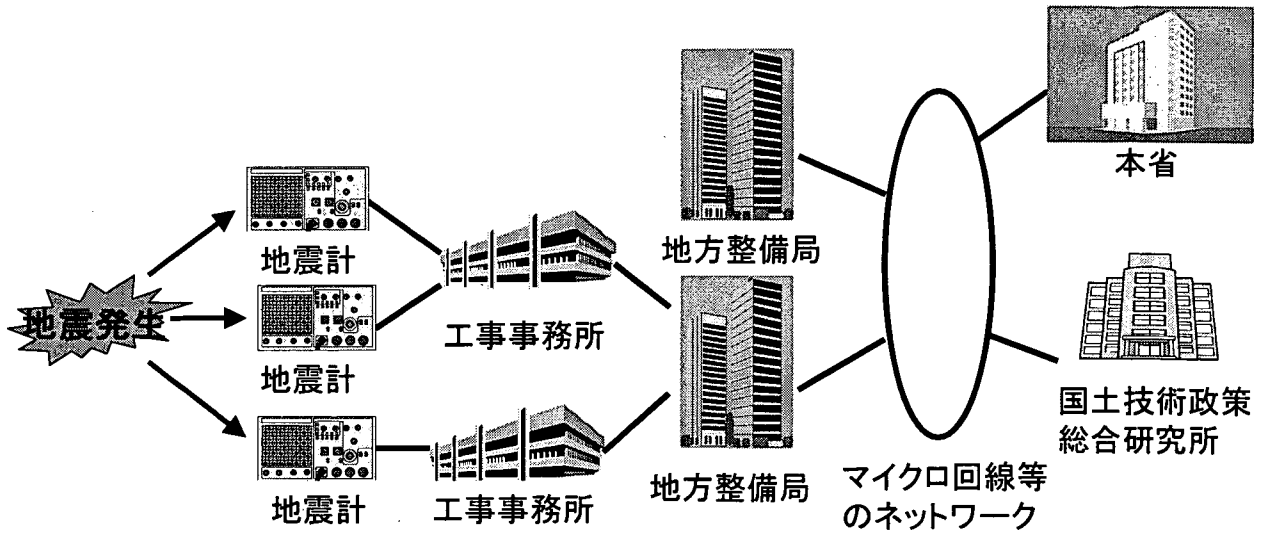 地震発生
地震計
地震計
地震計
工事事務所
工事事務所
地方整備局
地方整備局
マイクロ回線等
のネットワーク
本省
国土技術政策
総合研究所